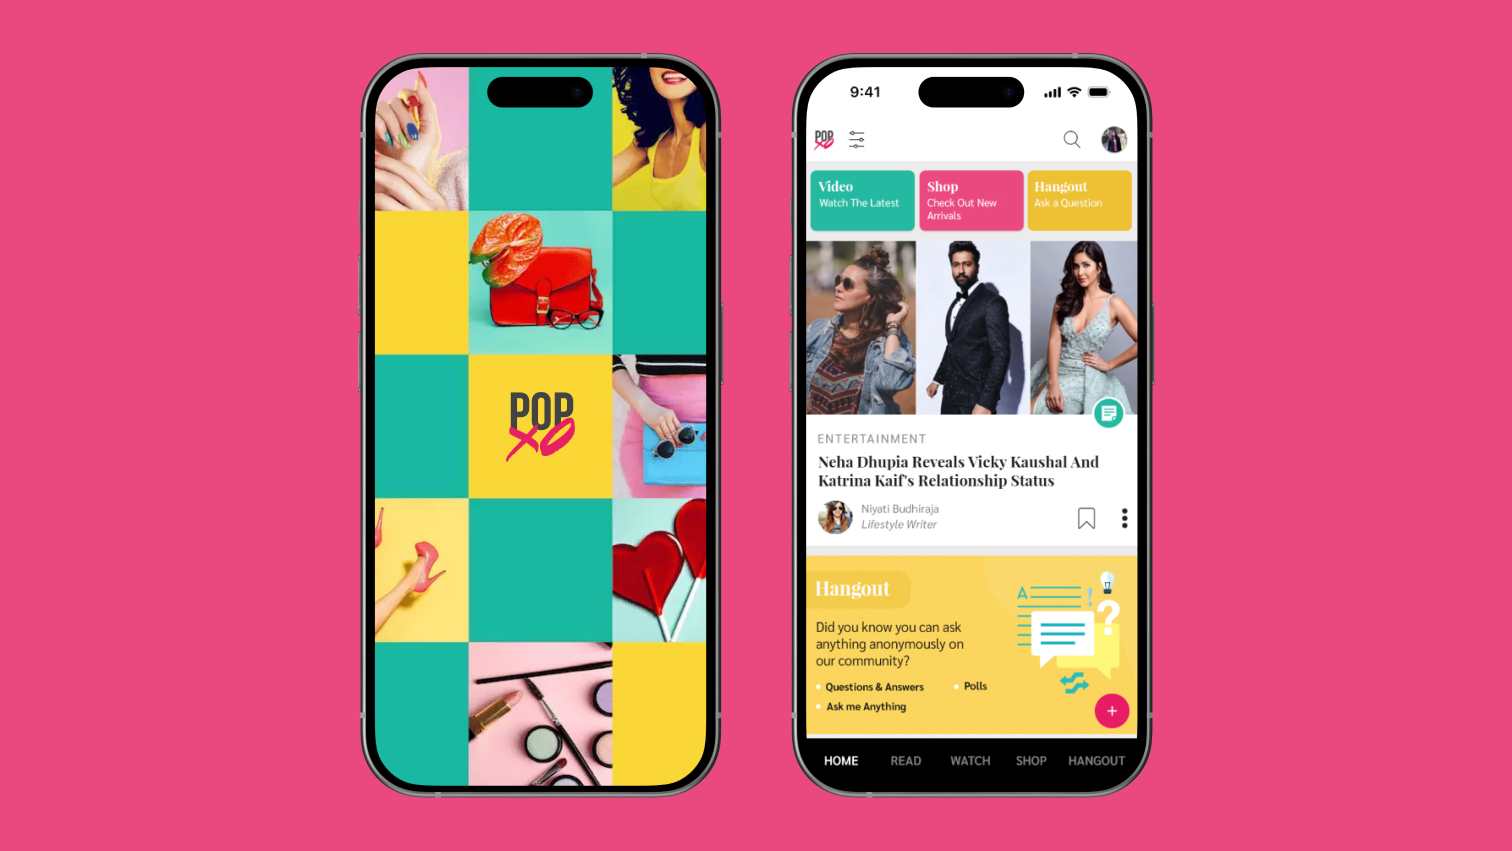 POP
XO
9:41
POP
XO
Video
Watch The Latest
Shop
Check Out New
Arrivals
Hangout
Ask a Question
ENTERTAINMENT
Neha Dhupia Reveals Vicky Kaushal And
Katrina Kaif's Relationship Status
Niyati Budhiraja
Lifestyle Writer
Hangout
A
!
?
Did you know you can ask
anything anonymously on
our community?
Questions & Answers
Polls
Ask me Anything
+
HOME
READ
WATCH
SHOP
HANGOUT